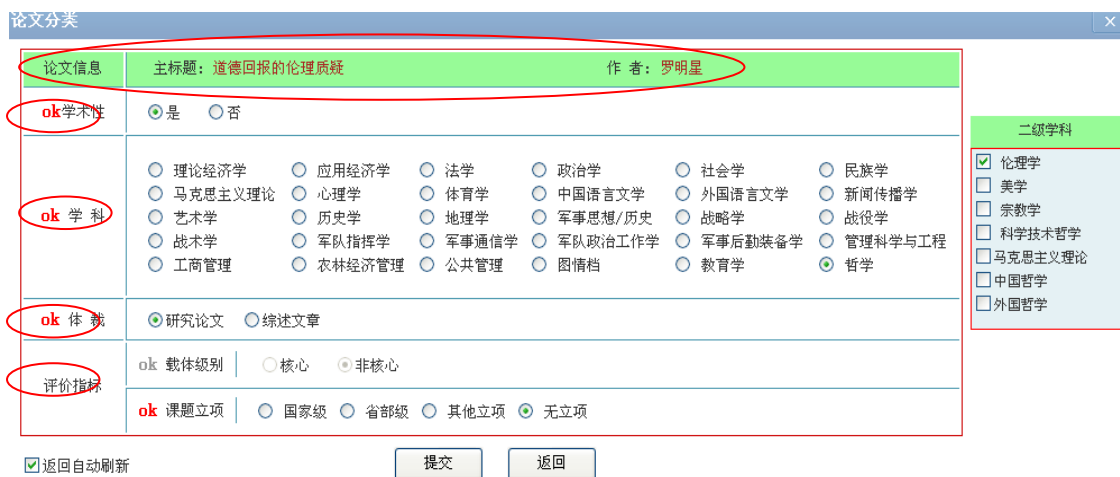 论文分类
论文信息 主标题：道德回报的伦理质疑 作 者：罗明星
ok学术性 是 否
二级学科
ok 学 科
理论经济学 应用经济学 法学 政治学 社会学 民族学
马克思主义理论 心理学 体育学 中国语言文学 外国语言文学 新闻传播学
艺术学 历史学 地理学 军事思想/历史 战略学 战役学
战术学 军队指挥学 军事通信学 军队政治工作学 军事后勤装备学 管理科学与工程
工商管理 农林经济管理 公共管理 图情档 教育学 哲学
伦理学
美学
宗教学
科学技术哲学
马克思主义理论
中国哲学
外国哲学
ok 体 裁 研究论文 综述文章
评价指标
ok 载体级别 核心 非核心
ok 课题立项 国家级 省部级 其他立项 无立项
返回自动刷新 提交 返回